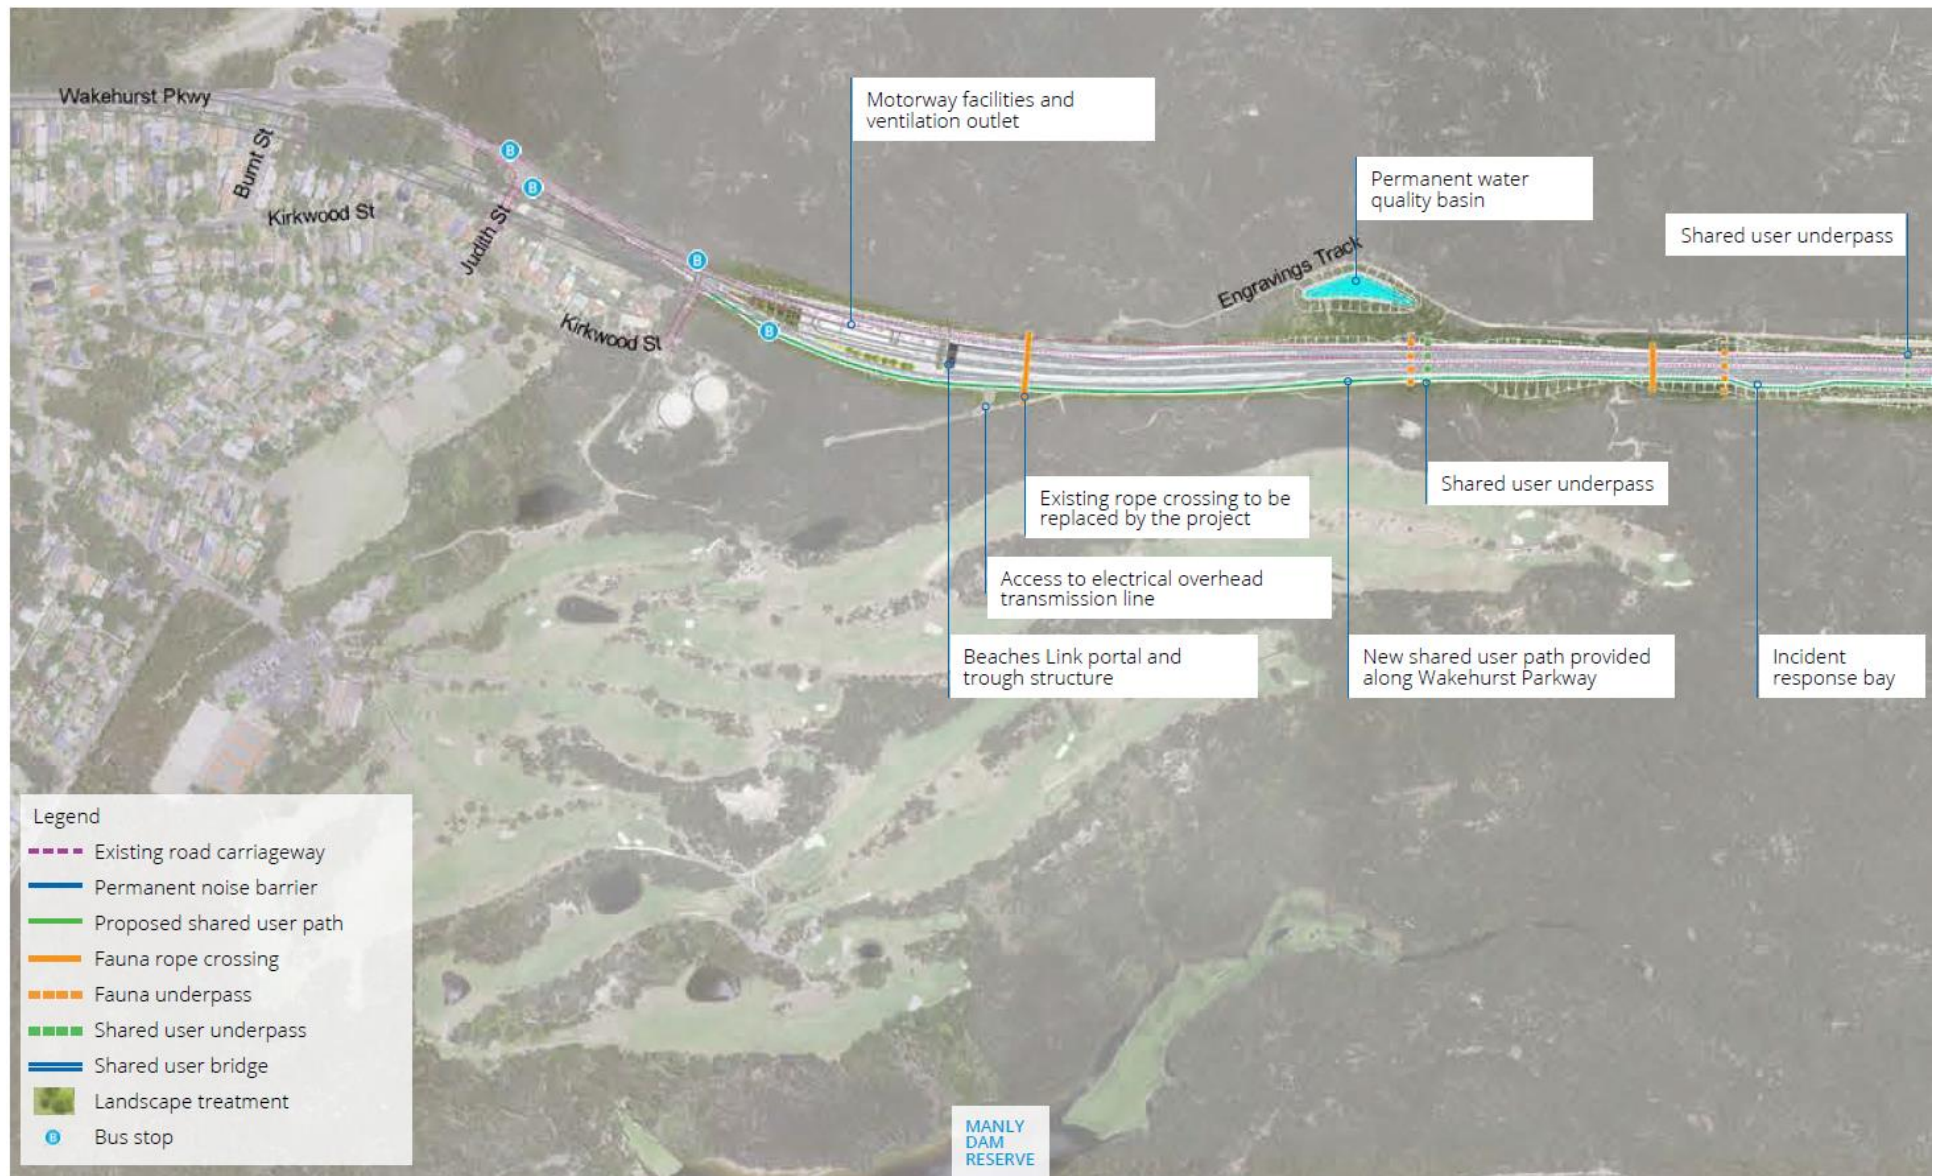 Wakehurst Pkwy
Burnt St
Kirkwood St
Judith St
Kirkwood St
B
B
B
B
Motorway facilities and
ventilation outlet
Permanent water
quality basin
Shared user underpass
Engravings Track
Existing rope crossing to be
replaced by the project
Shared user underpass
Access to electrical overhead
transmission line
Beaches Link portal and
trough structure
New shared user path provided
along Wakehurst Parkway
Incident
response bay
Legend
Existing road carriageway
Permanent noise barrier
Proposed shared user path
Fauna rope crossing
Fauna underpass
Shared user underpass
Shared user bridge
Landscape treatment
B Bus stop
MANLY
DAM
RESERVE